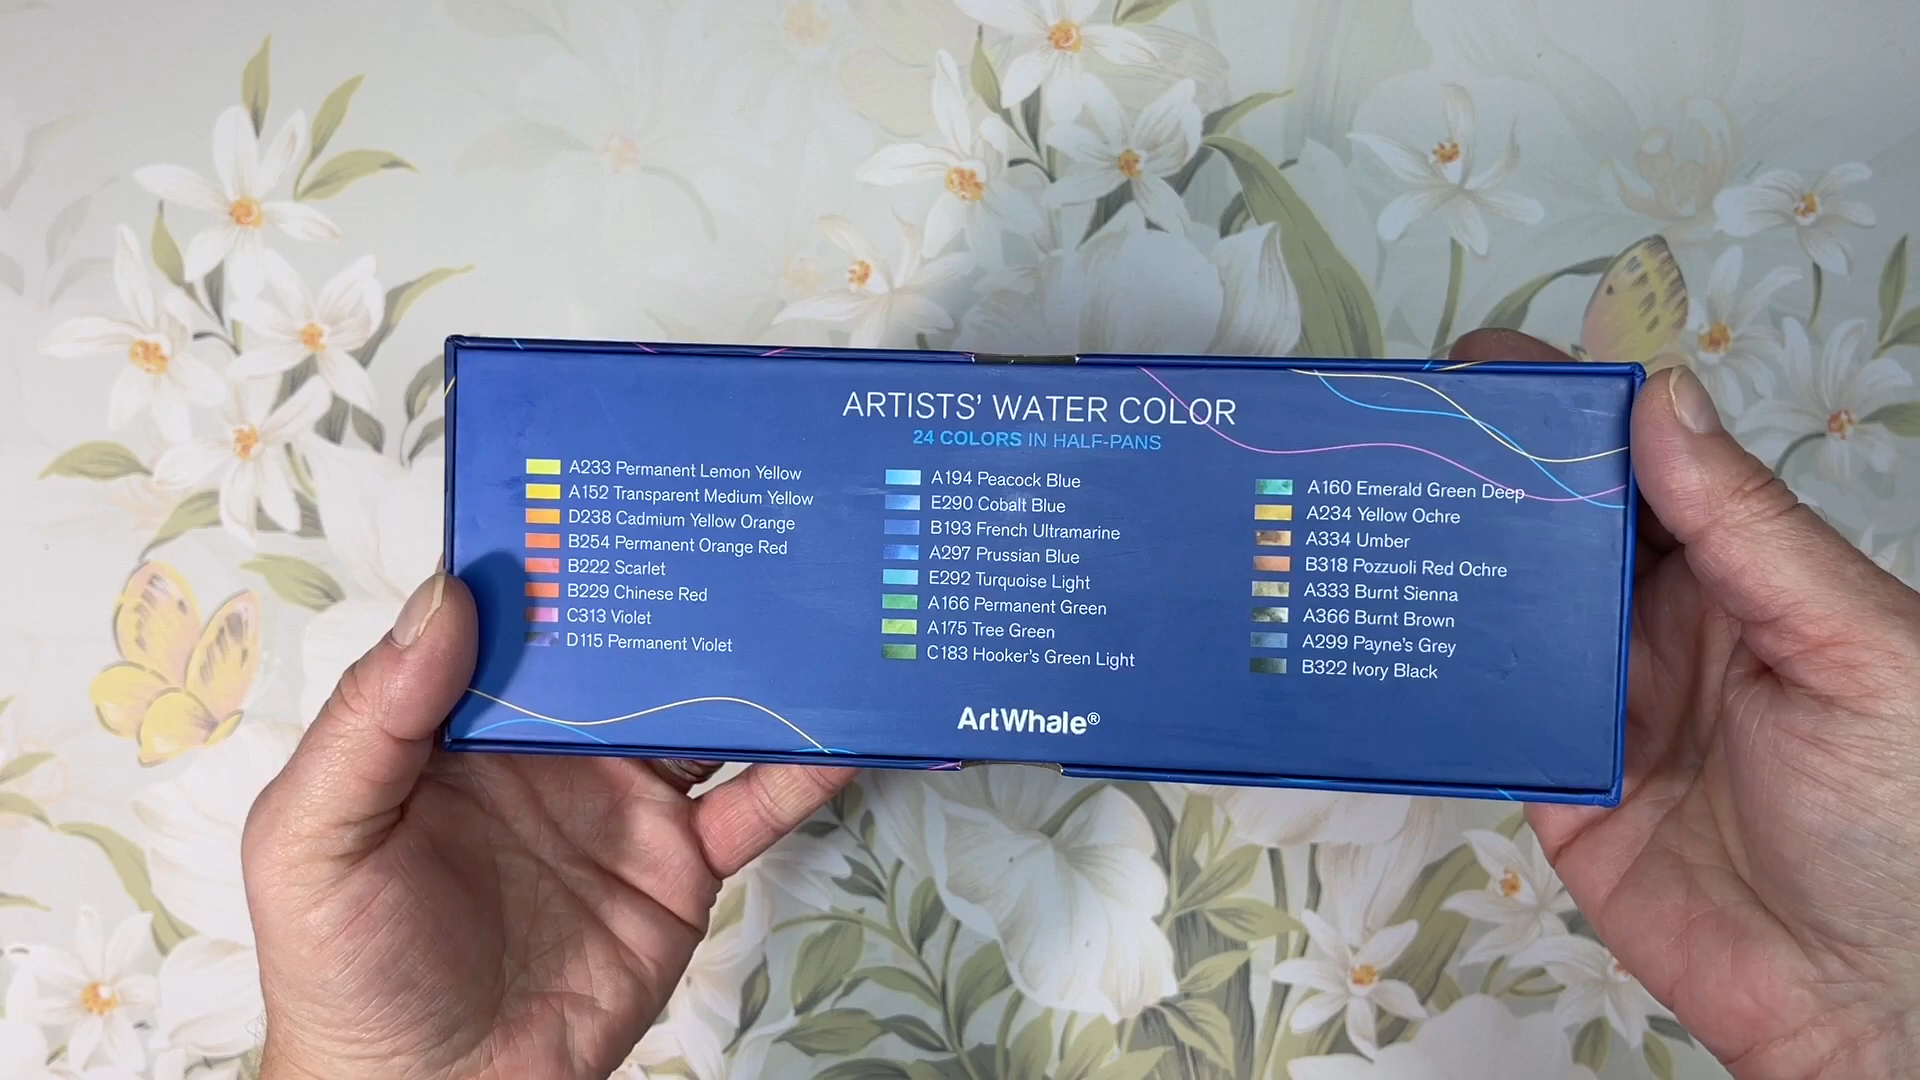 ARTISTS' WATER COLOR
24 COLORS IN HALF-PANS
A233 Permanent Lemon Yellow
A152 Transparent Medium Yellow
D238 Cadmium Yellow Orange
B254 Permanent Orange Red
B222 Scarlet
B229 Chinese Red
C313 Violet
D115 Permanent Violet
A194 Peacock Blue
E290 Cobalt Blue
B193 French Ultramarine
A297 Prussian Blue
E292 Turquoise Light
A166 Permanent Green
A175 Tree Green
C183 Hooker's Green Light
A160 Emerald Green Deep
A234 Yellow Ochre
A334 Umber
B318 Pozzuoli Red Ochre
A333 Burnt Sienna
A366 Burnt Brown
A299 Payne's Grey
B322 Ivory Black
ArtWhale®